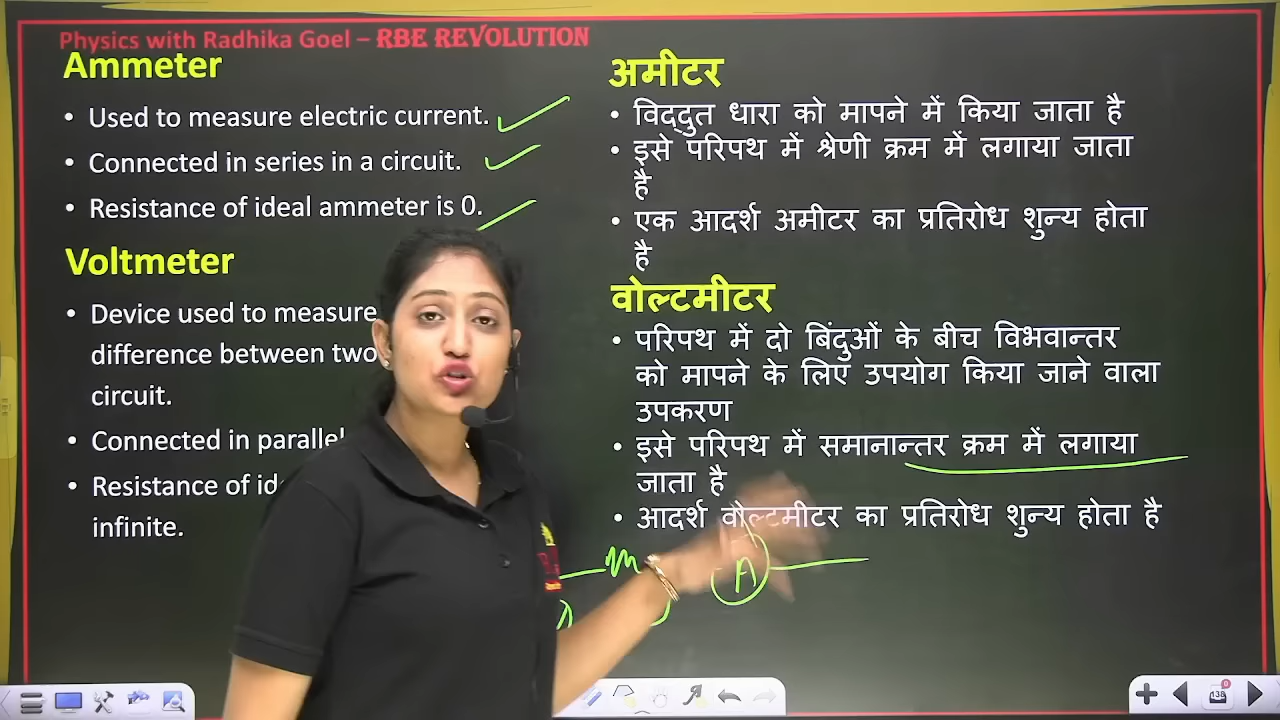 Physics with Radhika Goel – RBE REVOLUTION
Ammeter
• Used to measure electric current.
• Connected in series in a circuit.
• Resistance of ideal ammeter is 0.
Voltmeter
• Device used to measure
difference between two
circuit.
• Connected in parallel
• Resistance of
infinite.
अमीटर
• विद्दुत धारा को मापने में किया जाता है
• इसे परिपथ में श्रेणी क्रम में लगाया जाता
है
• एक आदर्श अमीटर का प्रतिरोध शुन्य होता
है
वोल्टमीटर
• परिपथ में दो बिंदुओं के बीच विभवान्तर
को मापने के लिए उपयोग किया जाने वाला
उपकरण
• इसे परिपथ में समानान्तर क्रम में लगाया
जाता है
• आदर्श वौल्टमीटर का प्रतिरोध शुन्य होता है
A
138